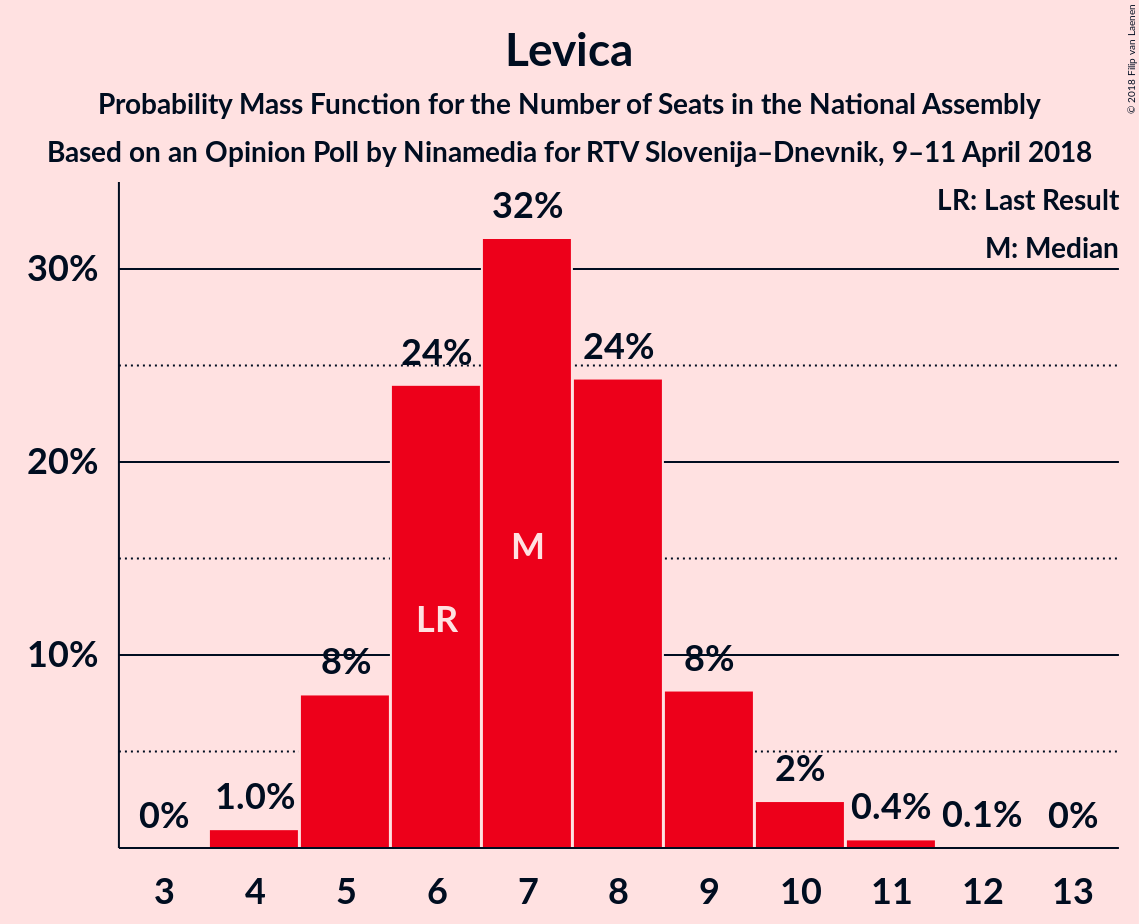 Levica
Probability Mass Function for the Number of Seats in the National Assembly
Based on an Opinion Poll by Ninamedia for RTV Slovenija–Dnevnik, 9–11 April 2018
© 2018 Filip van Laenen
LR: Last Result
M: Median
30%
20%
10%
0%
1.0%
8%
24%
32%
24%
8%
2%
0.4%
0.1%
0%
LR
M
3 4 5 6 7 8 9 10 11 12 13